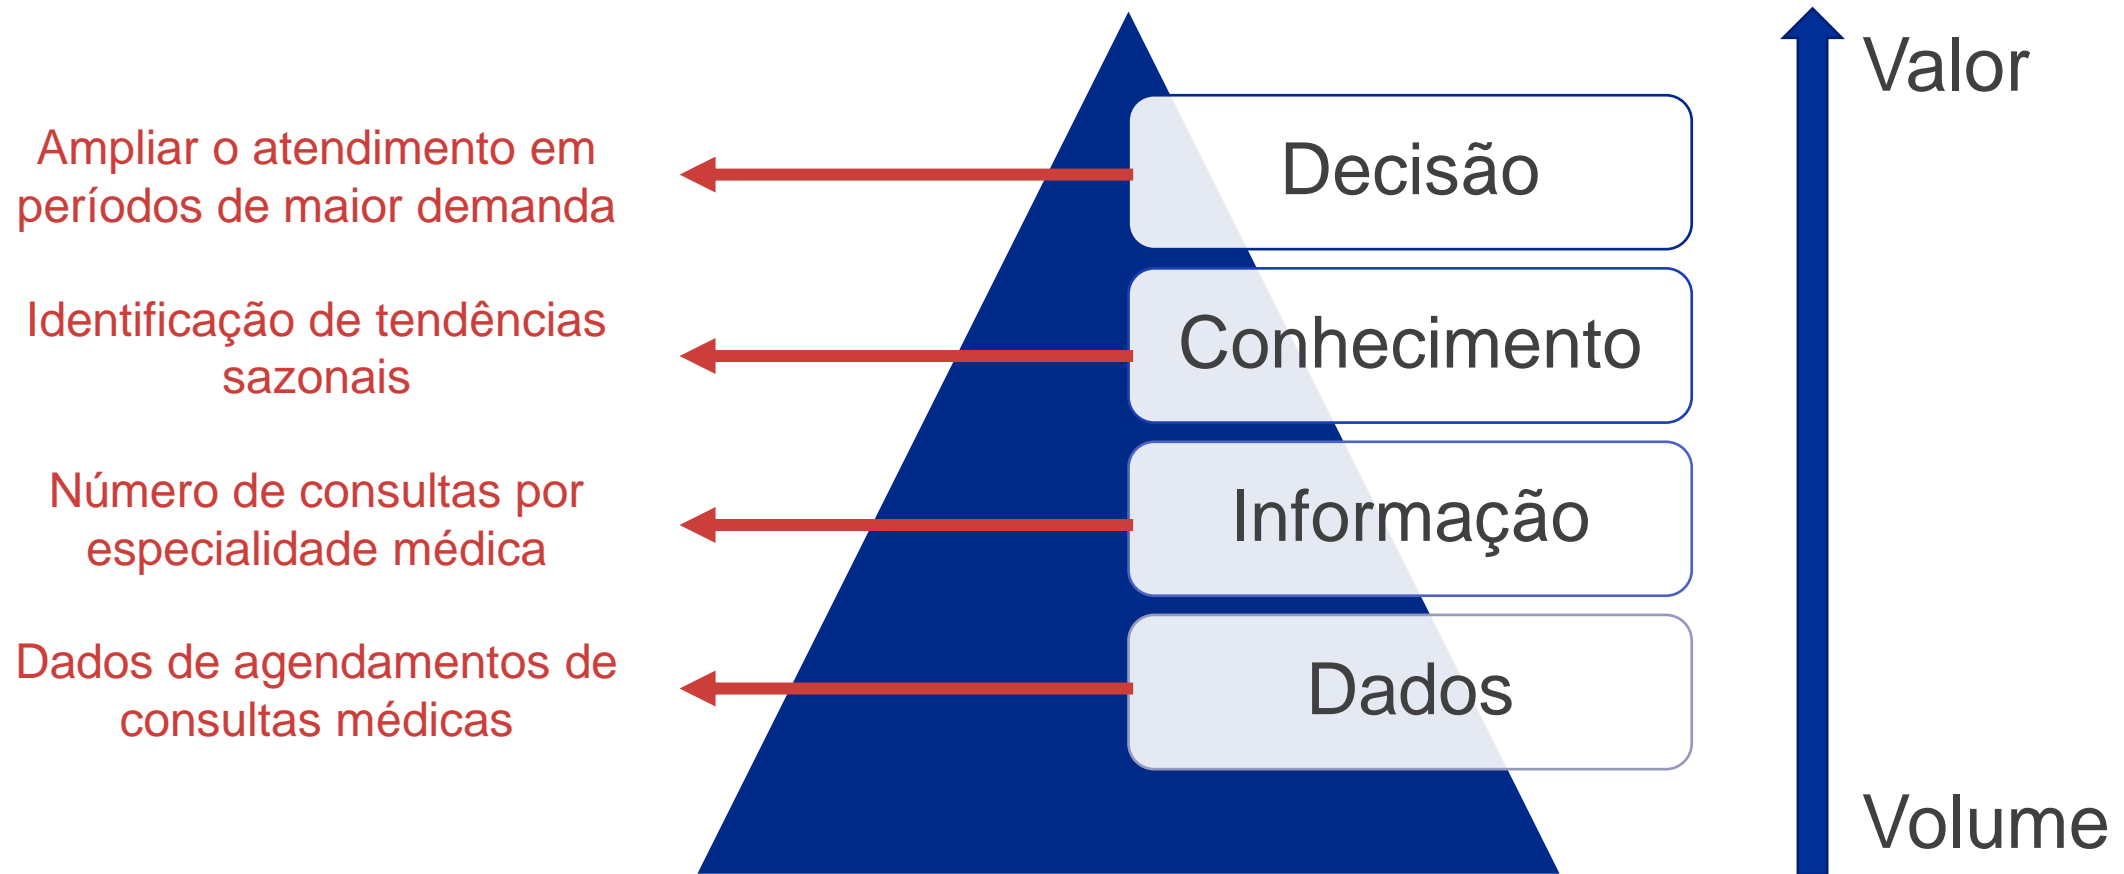 Valor
Ampliar o atendimento em
períodos de maior demanda
Decisão
Identificação de tendências
sazonais
Conhecimento
Número de consultas por
especialidade médica
Informação
Dados de agendamentos de
consultas médicas
Dados
Volume